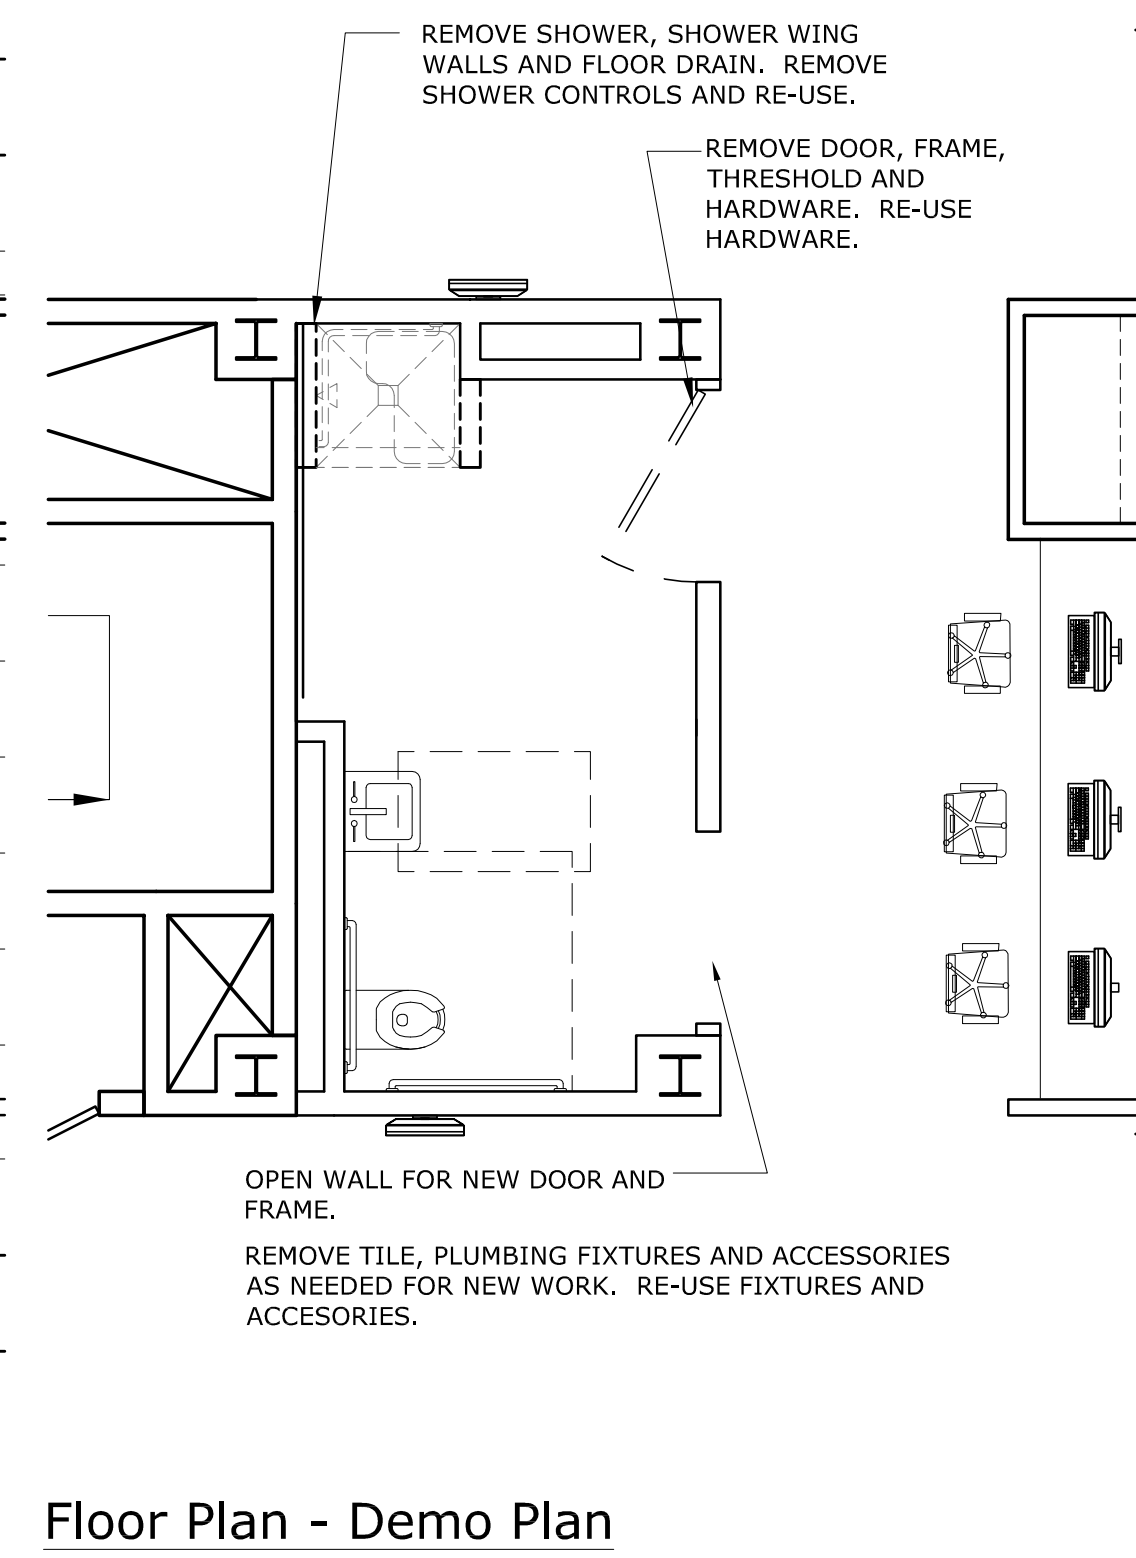 REMOVE SHOWER, SHOWER WING
WALLS AND FLOOR DRAIN. REMOVE
SHOWER CONTROLS AND RE-USE.
REMOVE DOOR, FRAME,
THRESHOLD AND
HARDWARE. RE-USE
HARDWARE.
OPEN WALL FOR NEW DOOR AND
FRAME.
REMOVE TILE, PLUMBING FIXTURES AND ACCESSORIES
AS NEEDED FOR NEW WORK. RE-USE FIXTURES AND
ACCESORIES.
Floor Plan - Demo Plan